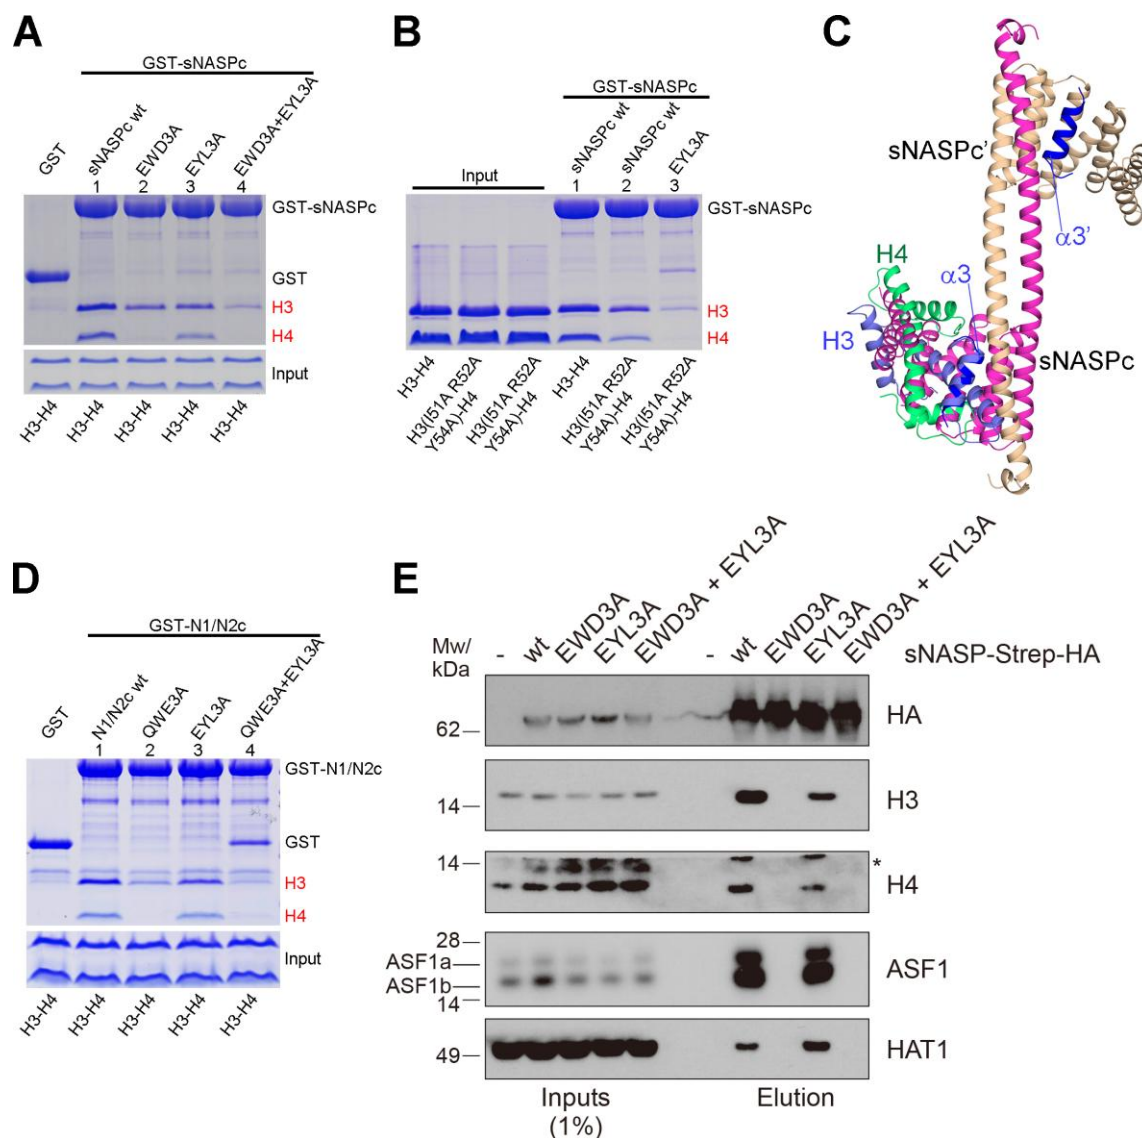 A
GST-sNASPc
GST
sNASPc wt
EWD3A
EYL3A
EWD3A+EYL3A
1 2 3 4
GST-sNASPc
GST
H3
H4
Input
H3-H4
H3-H4
H3-H4
H3-H4
H3-H4
B
GST-sNASPc
Input
sNASPc wt
sNASPc wt
EYL3A
1 2 3
GST-sNASPc
H3
H4
H3-H4
H3(I51A R52A
Y54A)-H4
H3(I51A R52A
Y54A)-H4
H3-H4
H3(I51A R52A
Y54A)-H4
H3(I51A R52A
Y54A)-H4
C
sNASPc'
α3'
H4
α3
H3
sNASPc
D
GST-N1/N2c
GST
N1/N2c wt
QWE3A
EYL3A
QWE3A+EYL3A
1 2 3 4
GST-N1/N2c
GST
H3
H4
Input
H3-H4
H3-H4
H3-H4
H3-H4
H3-H4
E
Mw/
kDa
-
wt
EWD3A
EYL3A
EWD3A + EYL3A
-
wt
EWD3A
EYL3A
EWD3A + EYL3A
sNASP-Strep-HA
62
HA
14
H3
14
*
H4
28
ASF1a
ASF1b
14
ASF1
49
HAT1
Inputs
(1%)
Elution